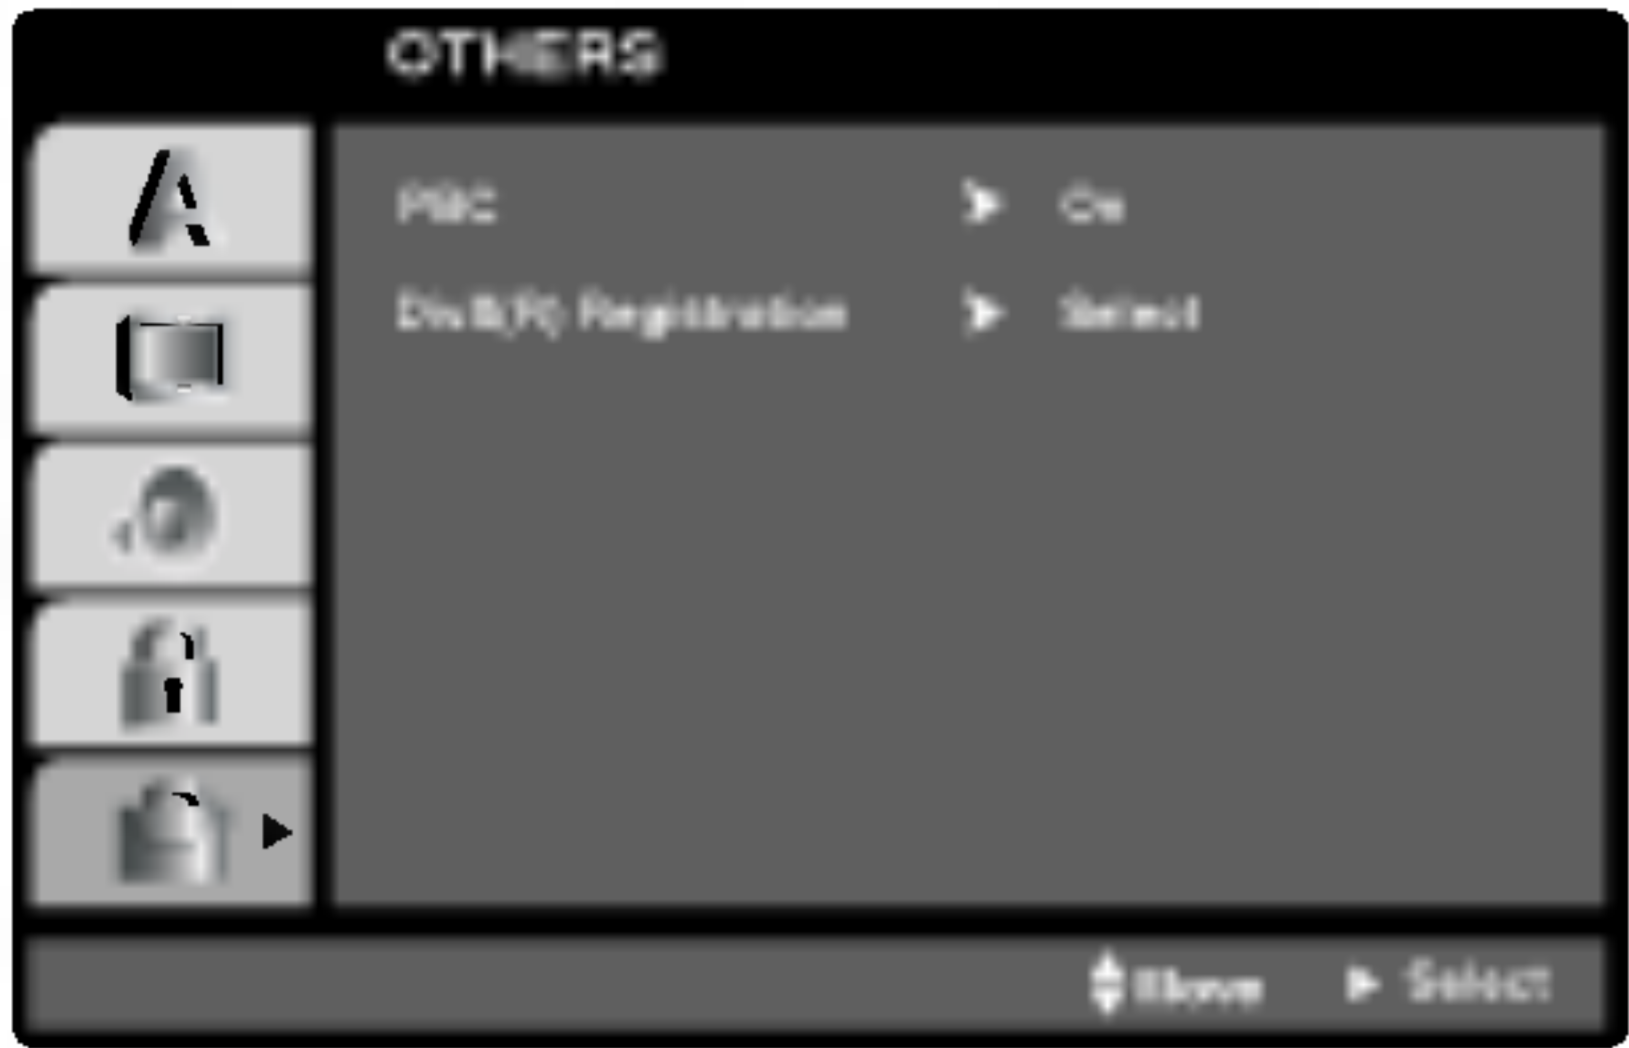 OTHERS
PBC ➤ On
DivX(R) Registration ➤ Select
Move ► Select